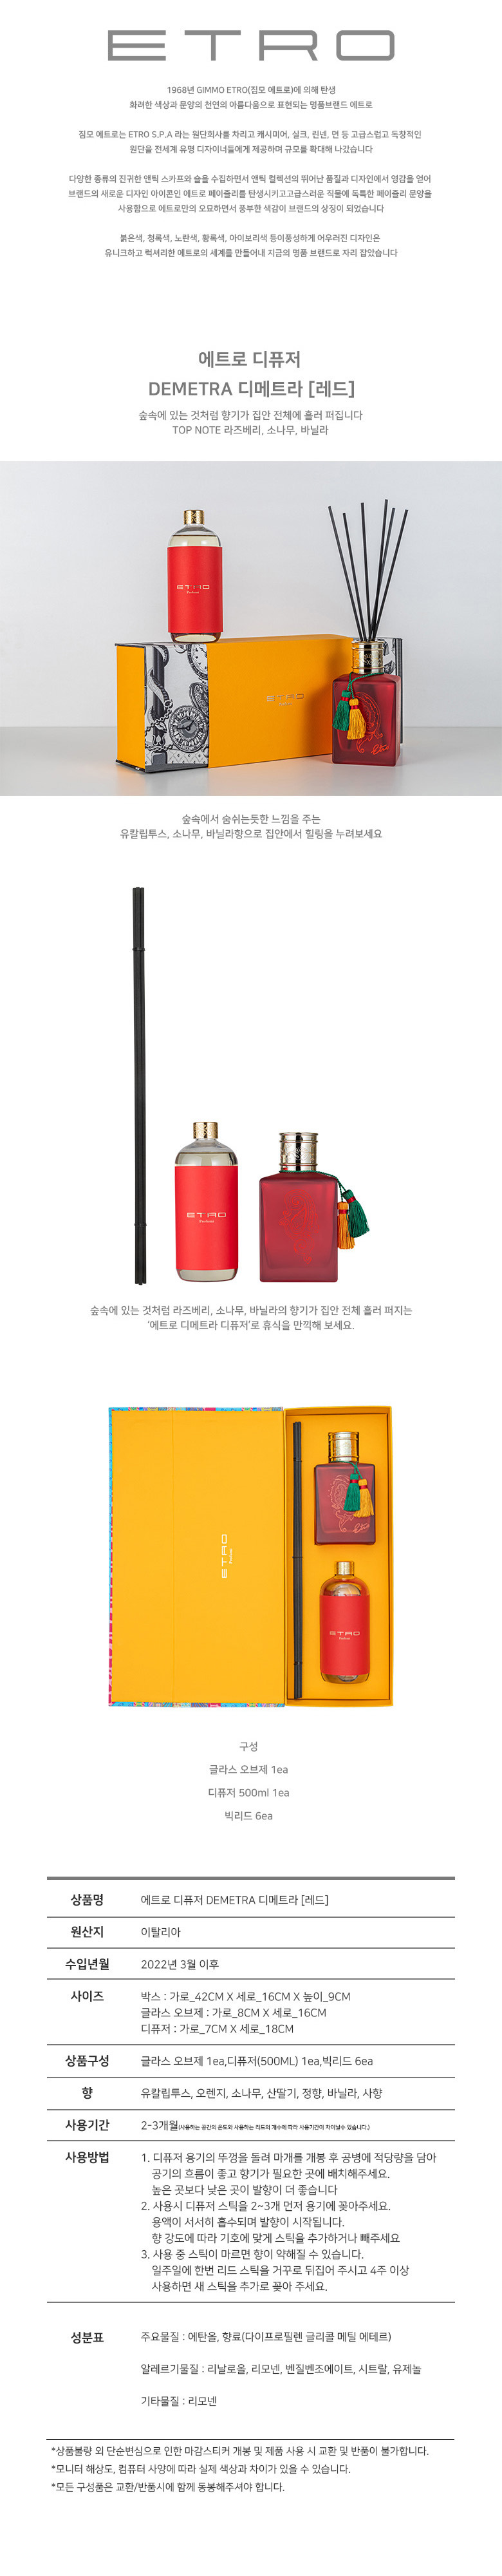 ETRO
1968년 GIMMO ETRO(짐모 에트로)에 의해 탄생
화려한 색상과 문양의 천연의 아름다움으로 표현되는 명품브랜드 에트로
짐모 에트로는 ETRO S.P.A 라는 원단회사를 차리고 캐시미어, 실크, 린넨, 면 등 고급스럽고 독창적인
원단을 전세계 유명 디자이너들에게 제공하며 규모를 확대해 나갔습니다
다양한 종류의 진귀한 앤틱 스카프와 숄을 수집하면서 앤틱 컬렉션의 뛰어난 품질과 디자인에서 영감을 얻어
브랜드의 새로운 디자인 아이콘인 에트로 페이즐리를 탄생시키고고급스러운 직물에 독특한 페이즐리 문양을
사용함으로 에트로만의 오묘하면서 풍부한 색감이 브랜드의 상징이 되었습니다
붉은색, 청록색, 노란색, 황록색, 아이보리색 등이풍성하게 어우러진 디자인은
유니크하고 럭셔리한 에트로의 세계를 만들어내 지금의 명품 브랜드로 자리 잡았습니다
에트로 디퓨저
DEMETRA 디메트라 [레드]
숲속에 있는 것처럼 향기가 집안 전체에 흘러 퍼집니다
TOP NOTE 라즈베리, 소나무, 바닐라
ETRO
Profumi
ETRO
숲속에서 숨쉬는듯한 느낌을 주는
유칼립투스, 소나무, 바닐라향으로 집안에서 힐링을 누려보세요
ETRO
Profumi
숲속에 있는 것처럼 라즈베리, 소나무, 바닐라의 향기가 집안 전체 흘러 퍼지는
'에트로 디메트라 디퓨저'로 휴식을 만끽해 보세요.
ETRO
Profumi
ETRO
Profumi
구성
글라스 오브제 1ea
디퓨저 500ml 1ea
빅리드 6ea
상품명 에트로 디퓨저 DEMETRA 디메트라 [레드]
원산지 이탈리아
수입년월 2022년 3월 이후
사이즈 박스 : 가로_42CM X 세로_16CM X 높이_9CM
글라스 오브제 : 가로_8CM X 세로_16CM
디퓨저 : 가로_7CM X 세로_18CM
상품구성 글라스 오브제 1ea,디퓨저(500ML) 1ea,빅리드 6ea
향 유칼립투스, 오렌지, 소나무, 산딸기, 정향, 바닐라, 사향
사용기간 2-3개월(사용하는 공간의 온도와 사용하는 리드의 개수에 따라 사용기간이 차이날수 있습니다.)
사용방법 1. 디퓨저 용기의 뚜껑을 돌려 마개를 개봉 후 공병에 적당량을 담아
공기의 흐름이 좋고 향기가 필요한 곳에 배치해주세요.
높은 곳보다 낮은 곳이 발향이 더 좋습니다
2. 사용시 디퓨저 스틱을 2~3개 먼저 용기에 꽂아주세요.
용액이 서서히 흡수되며 발향이 시작됩니다.
향 강도에 따라 기호에 맞게 스틱을 추가하거나 빼주세요
3. 사용 중 스틱이 마르면 향이 약해질 수 있습니다.
일주일에 한번 리드 스틱을 거꾸로 뒤집어 주시고 4주 이상
사용하면 새 스틱을 추가로 꽂아 주세요.
성분표 주요물질 : 에탄올, 향료(다이프로필렌 글리콜 메틸 에테르)
알레르기물질 : 리날로올, 리모넨, 벤질벤조에이트, 시트랄, 유제놀
기타물질 : 리모넨
*상품불량 외 단순변심으로 인한 마감스티커 개봉 및 제품 사용 시 교환 및 반품이 불가합니다.
*모니터 해상도, 컴퓨터 사양에 따라 실제 색상과 차이가 있을 수 있습니다.
*모든 구성품은 교환/반품시에 함께 동봉해주셔야 합니다.